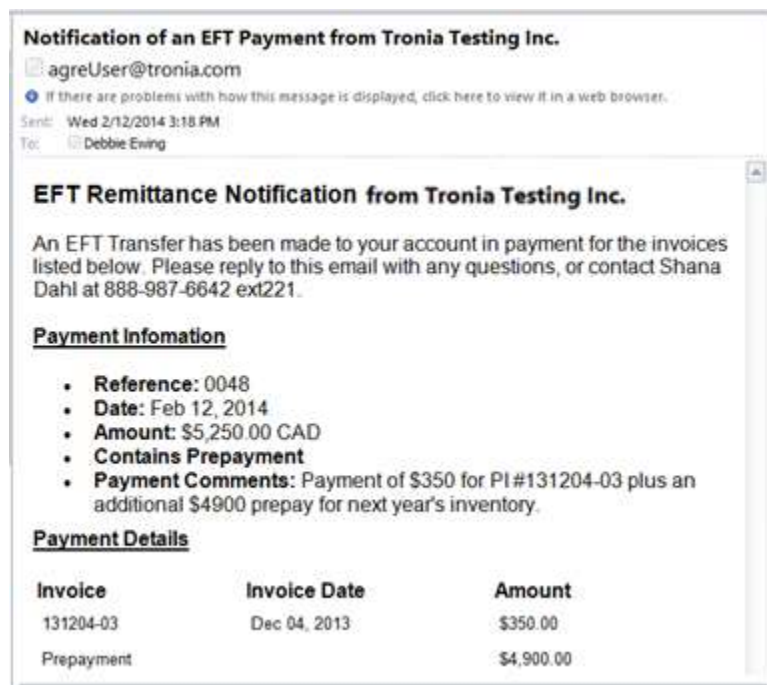 Notification of an EFT Payment from Tronia Testing Inc.
agreUser@tronia.com
If there are problems with how this message is displayed, click here to view it in a web browser.
Sent: Wed 2/12/2014 3:18 PM
To: Debbie Ewing
EFT Remittance Notification from Tronia Testing Inc.
An EFT Transfer has been made to your account in payment for the invoices
listed below. Please reply to this email with any questions, or contact Shana
Dahl at 888-987-6642 ext221.
Payment Infomation
• Reference: 0048
• Date: Feb 12, 2014
• Amount: $5,250.00 CAD
• Contains Prepayment
• Payment Comments: Payment of $350 for PI #131204-03 plus an
additional $4900 prepay for next year's inventory.
Payment Details
Invoice Invoice Date Amount
131204-03 Dec 04, 2013 $350.00
Prepayment $4,900.00